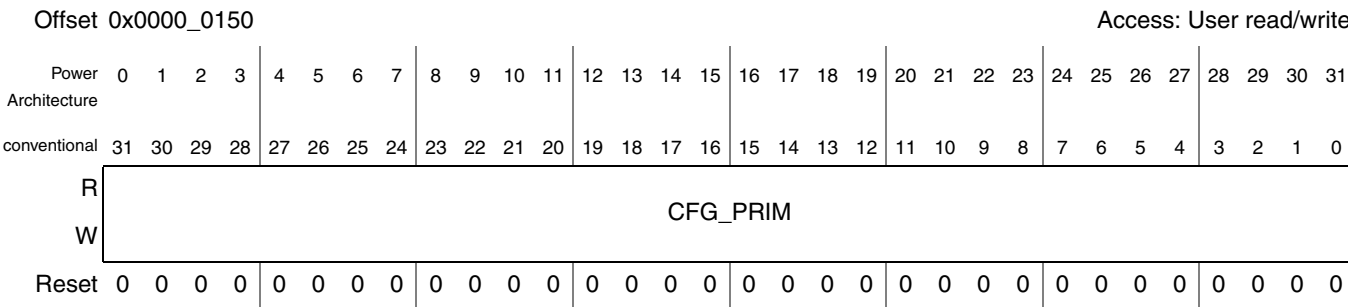 Offset 0x0000_0150 Access: User read/write
Power 0 1 2 3 4 5 6 7 8 9 10 11 12 13 14 15 16 17 18 19 20 21 22 23 24 25 26 27 28 29 30 31
Architecture
conventional 31 30 29 28 27 26 25 24 23 22 21 20 19 18 17 16 15 14 13 12 11 10 9 8 7 6 5 4 3 2 1 0
R
CFG_PRIM
W
Reset 0 0 0 0 0 0 0 0 0 0 0 0 0 0 0 0 0 0 0 0 0 0 0 0 0 0 0 0 0 0 0 0